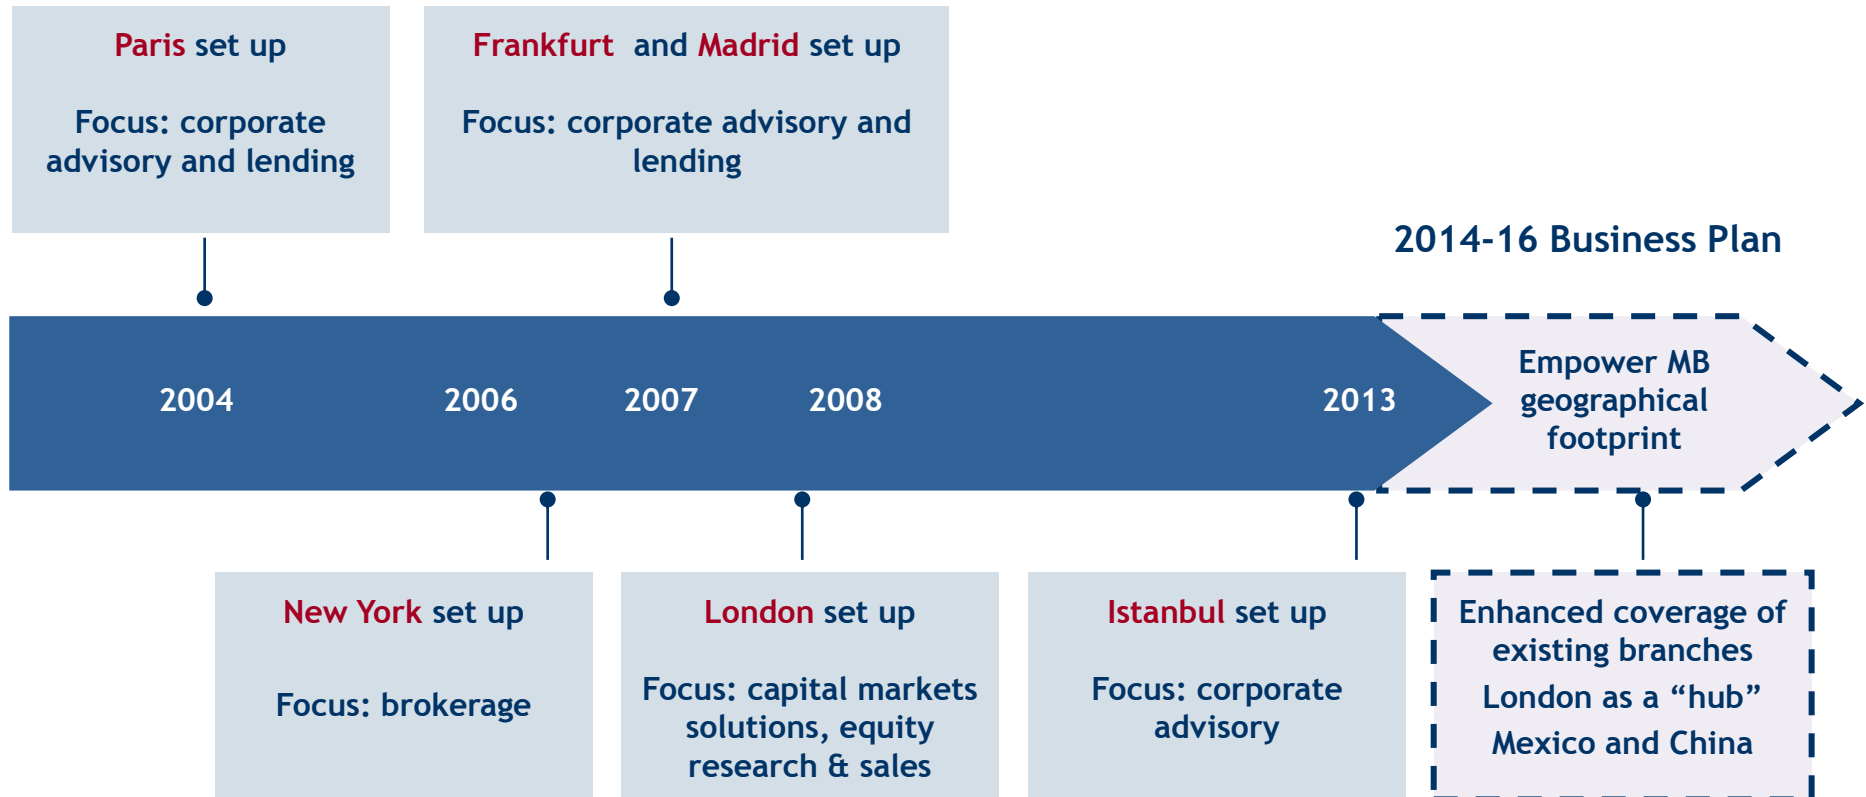 Paris set up
Focus: corporate
advisory and lending
Frankfurt and Madrid set up
Focus: corporate advisory and
lending
2014-16 Business Plan
2004
2006
2007
2008
2013
Empower MB
geographical
footprint
New York set up
Focus: brokerage
London set up
Focus: capital markets
solutions, equity
research & sales
Istanbul set up
Focus: corporate
advisory
Enhanced coverage of
existing branches
London as a “hub”
Mexico and China